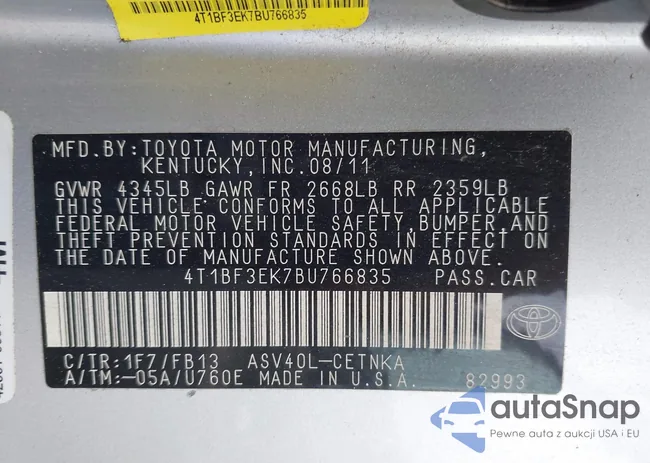 4T1BF3EK7BU766835
MFD.BY:TOYOTA MOTOR MANUFACTURING,
KENTUCKY,INC.08/11
GVWR 4345LB GAWR FR 2668LB RR 2359LB
THIS VEHICLE CONFORMS TO ALL APPLICABLE
FEDERAL MOTOR VEHICLE SAFETY,BUMPER,AND
THEFT PREVENTION STANDARDS IN EFFECT ON
THE DATE OF MANUFACTURE SHOWN ABOVE.
4T1BF3EK7BU766835 PASS.CAR
C/TR:1F7/FB13 ASV40L-CETNKA
A/TM:-05A/U760E MADE IN U.S.A. 82993
autaSnap
Pewne auta z aukcji USA i EU